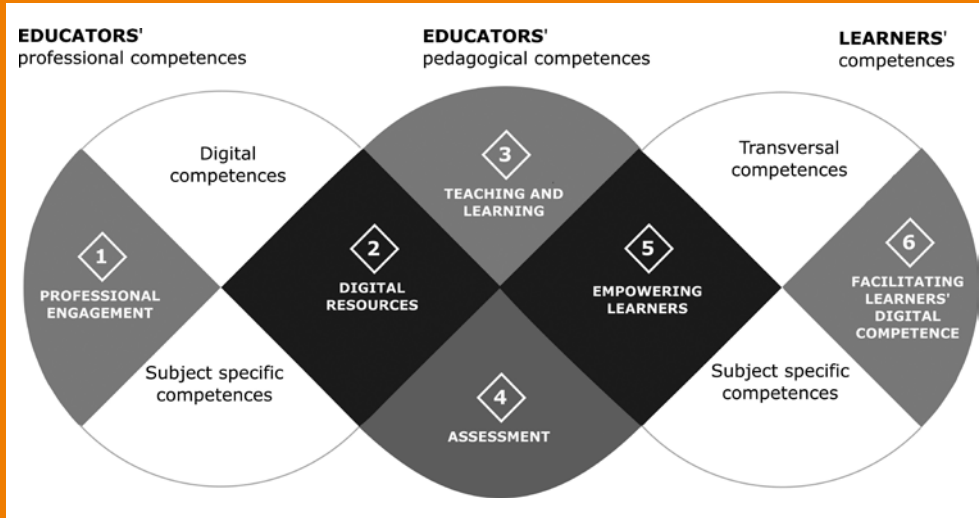 EDUCATORS'
professional competences
EDUCATORS'
pedagogical competences
LEARNERS'
competences
Digital
competences
3
TEACHING AND
LEARNING
Transversal
competences
1
PROFESSIONAL
ENGAGEMENT
2
DIGITAL
RESOURCES
5
EMPOWERING
LEARNERS
6
FACILITATING
LEARNERS'
DIGITAL
COMPETENCE
Subject specific
competences
4
ASSESSMENT
Subject specific
competences